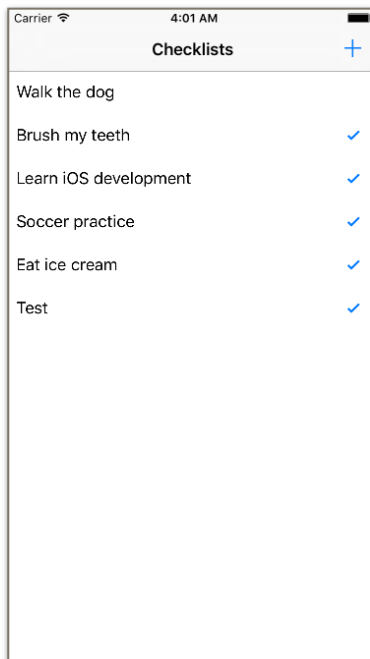 Carrier 4:01 AM
Checklists +
Walk the dog
Brush my teeth
Learn iOS development
Soccer practice
Eat ice cream
Test